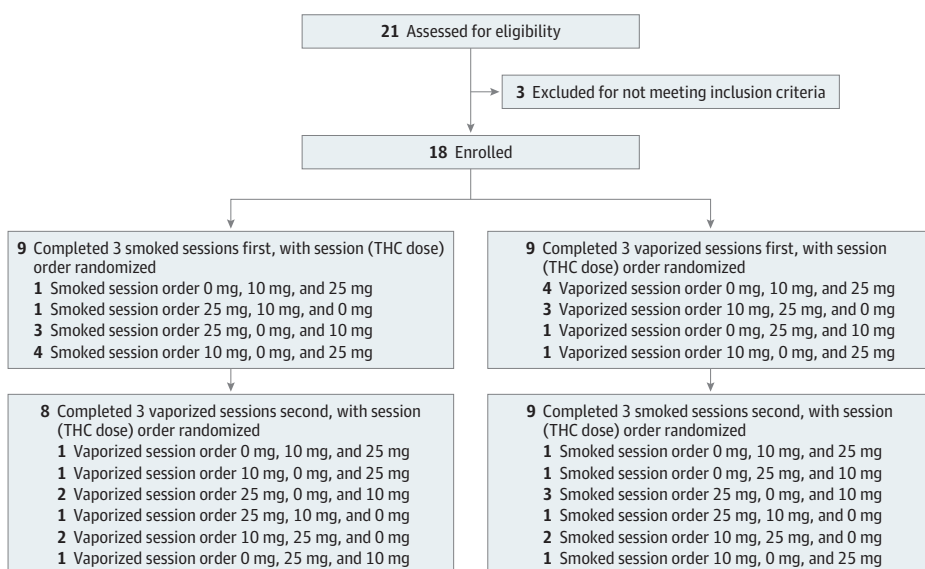 21 Assessed for eligibility
3 Excluded for not meeting inclusion criteria
18 Enrolled
9 Completed 3 smoked sessions first, with session (THC dose)
order randomized
1 Smoked session order 0 mg, 10 mg, and 25 mg
1 Smoked session order 25 mg, 10 mg, and 0 mg
3 Smoked session order 25 mg, 0 mg, and 10 mg
4 Smoked session order 10 mg, 0 mg, and 25 mg
9 Completed 3 vaporized sessions first, with session
(THC dose) order randomized
4 Vaporized session order 0 mg, 10 mg, and 25 mg
3 Vaporized session order 10 mg, 25 mg, and 0 mg
1 Vaporized session order 0 mg, 25 mg, and 10 mg
1 Vaporized session order 10 mg, 0 mg, and 25 mg
8 Completed 3 vaporized sessions second, with session
(THC dose) order randomized
1 Vaporized session order 0 mg, 10 mg, and 25 mg
1 Vaporized session order 10 mg, 0 mg, and 25 mg
2 Vaporized session order 25 mg, 0 mg, and 10 mg
1 Vaporized session order 25 mg, 10 mg, and 0 mg
2 Vaporized session order 10 mg, 25 mg, and 0 mg
1 Vaporized session order 0 mg, 25 mg, and 10 mg
9 Completed 3 smoked sessions second, with session
(THC dose) order randomized
1 Smoked session order 0 mg, 10 mg, and 25 mg
1 Smoked session order 0 mg, 25 mg, and 10 mg
3 Smoked session order 25 mg, 0 mg, and 10 mg
1 Smoked session order 25 mg, 10 mg, and 0 mg
2 Smoked session order 10 mg, 25 mg, and 0 mg
1 Smoked session order 10 mg, 0 mg, and 25 mg